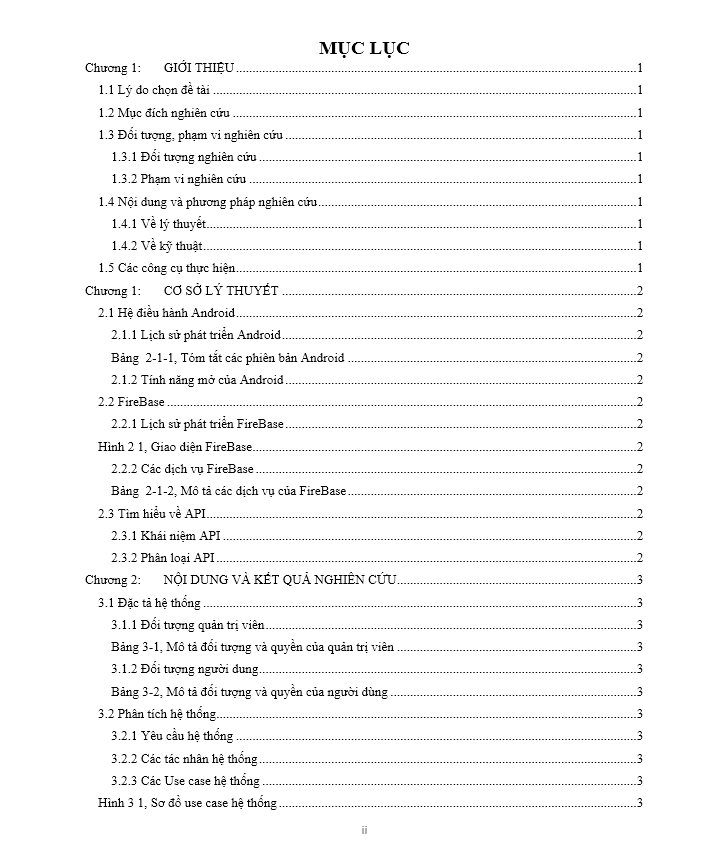 MỤC LỤC
Chương 1: GIỚI THIỆU 1
1.1 Lý do chọn đề tài 1
1.2 Mục đích nghiên cứu 1
1.3 Đối tượng, phạm vi nghiên cứu 1
1.3.1 Đối tượng nghiên cứu 1
1.3.2 Phạm vi nghiên cứu 1
1.4 Nội dung và phương pháp nghiên cứu 1
1.4.1 Về lý thuyết 1
1.4.2 Về kỹ thuật 1
1.5 Các công cụ thực hiện 1
Chương 1: CƠ SỞ LÝ THUYẾT 2
2.1 Hệ điều hành Android 2
2.1.1 Lịch sử phát triển Android 2
Bảng 2-1-1, Tóm tắt các phiên bản Android 2
2.1.2 Tính năng mở của Android 2
2.2 FireBase 2
2.2.1 Lịch sử phát triển FireBase 2
Hình 2 1, Giao diện FireBase 2
2.2.2 Các dịch vụ FireBase 2
Bảng 2-1-2, Mô tả các dịch vụ của FireBase 2
2.3 Tìm hiểu về API 2
2.3.1 Khái niệm API 2
2.3.2 Phân loại API 2
Chương 2: NỘI DUNG VÀ KẾT QUẢ NGHIÊN CỨU 3
3.1 Đặc tả hệ thống 3
3.1.1 Đối tượng quản trị viên 3
Bảng 3-1, Mô tả đối tượng và quyền của quản trị viên 3
3.1.2 Đối tượng người dung 3
Bảng 3-2, Mô tả đối tượng và quyền của người dùng 3
3.2 Phân tích hệ thống 3
3.2.1 Yêu cầu hệ thống 3
3.2.2 Các tác nhân hệ thống 3
3.2.3 Các Use case hệ thống 3
Hình 3 1, Sơ đồ use case hệ thống 3
ii